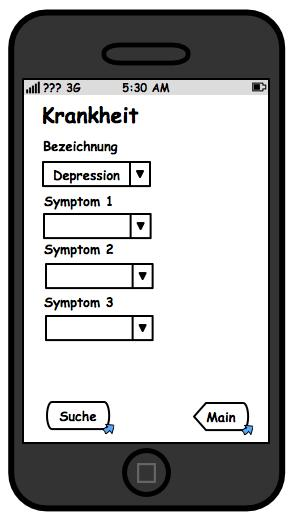 ??? 3G 5:30 AM
Krankheit
Bezeichnung
Depression
Symptom 1
Symptom 2
Symptom 3
Suche Main